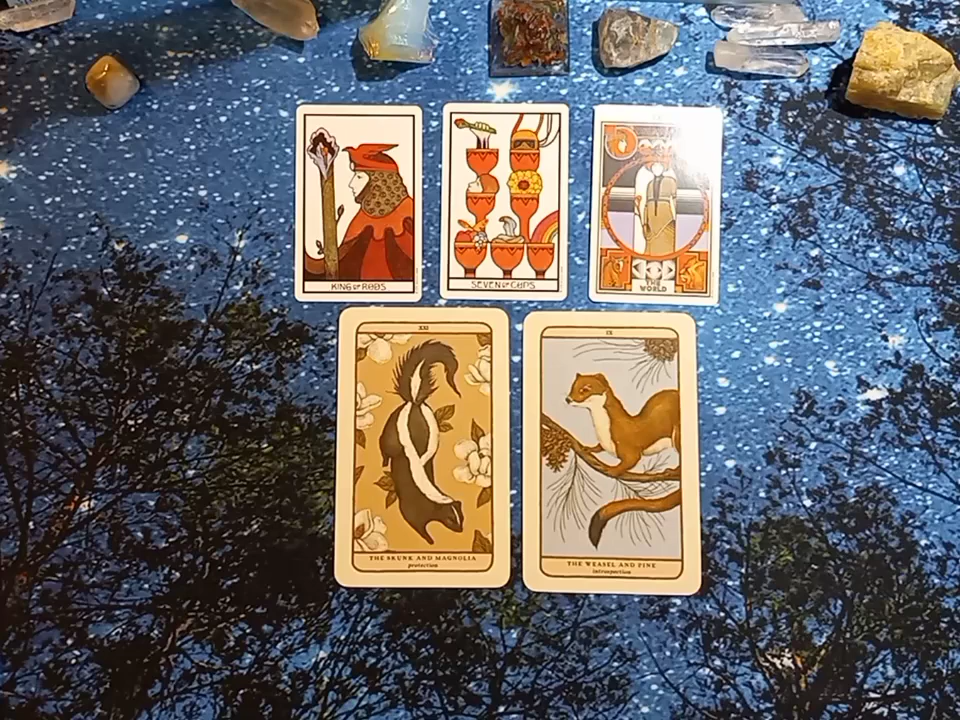 KING OF RODS
SEVEN OF CUPS
THE
WORLD
XXI
THE SKUNK AND MAGNOLIA
protection
IX
THE WEASEL AND PINE
introspection